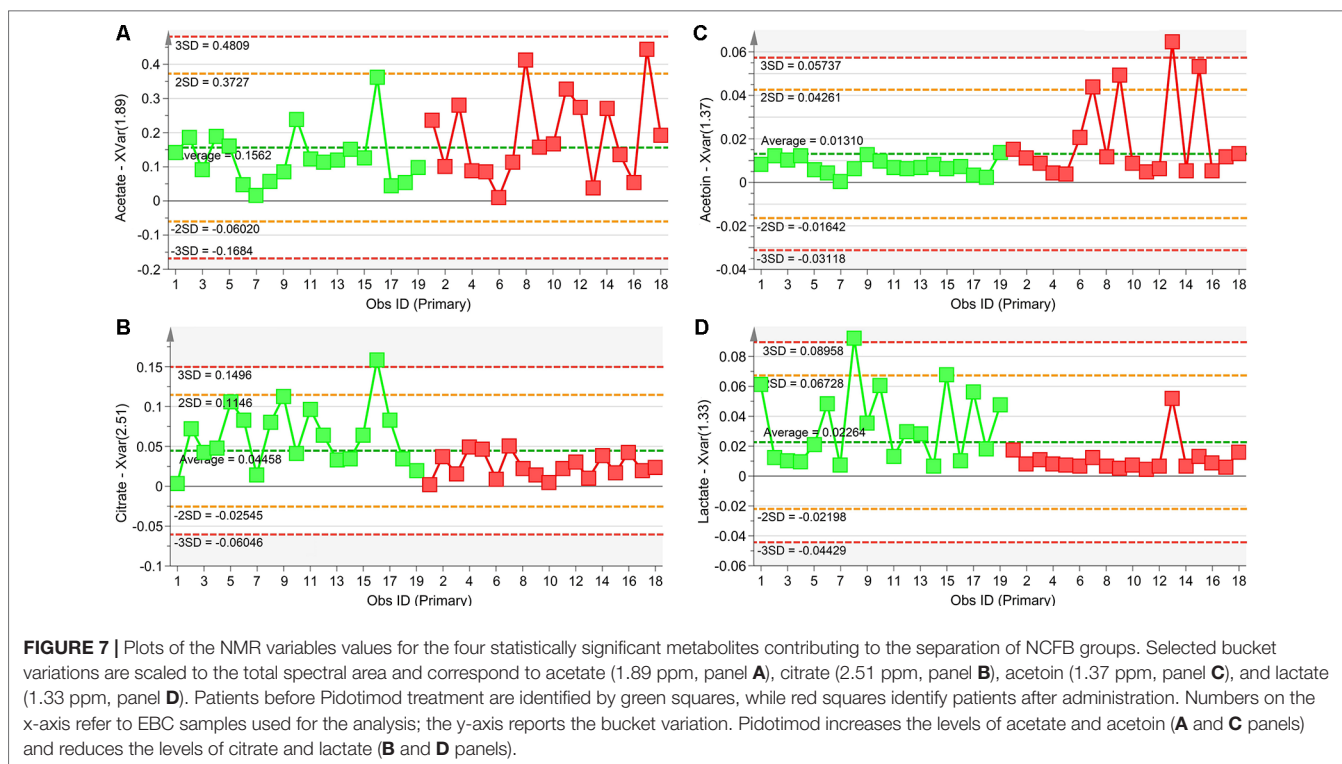 A
Acetate - XVar(1.89)
3SD = 0.4809
2SD = 0.3727
Average = 0.1562
-2SD = -0.06020
-3SD = -0.1684
0.4
0.3
0.2
0.1
0
-0.1
-0.2
1 3 5 7 9 11 13 15 17 19 2 4 6 8 10 12 14 16 18
Obs ID (Primary)
C
Acetoin - Xvar(1.37)
3SD = 0.05737
2SD = 0.04261
Average = 0.01310
-2SD = -0.01642
-3SD = -0.03118
0.06
0.04
0.02
0
-0.02
-0.04
1 3 5 7 9 11 13 15 17 19 2 4 6 8 10 12 14 16 18
Obs ID (Primary)
B
Citrate - Xvar(2.51)
3SD = 0.1496
2SD = 0.1146
Average = 0.04458
-2SD = -0.02545
-3SD = -0.06046
0.15
0.1
0.05
0
-0.05
-0.1
1 3 5 7 9 11 13 15 17 19 2 4 6 8 10 12 14 16 18
Obs ID (Primary)
D
Lactate - Xvar(1.33)
3SD = 0.08958
2SD = 0.06728
Average = 0.02264
-2SD = -0.02198
-3SD = -0.04429
0.08
0.06
0.04
0.02
0
-0.02
-0.04
-0.06
1 3 5 7 9 11 13 15 17 19 2 4 6 8 10 12 14 16 18
Obs ID (Primary)
FIGURE 7 | Plots of the NMR variables values for the four statistically significant metabolites contributing to the separation of NCFB groups. Selected bucket
variations are scaled to the total spectral area and correspond to acetate (1.89 ppm, panel A), citrate (2.51 ppm, panel B), acetoin (1.37 ppm, panel C), and lactate
(1.33 ppm, panel D). Patients before Pidotimod treatment are identified by green squares, while red squares identify patients after administration. Numbers on the
x-axis refer to EBC samples used for the analysis; the y-axis reports the bucket variation. Pidotimod increases the levels of acetate and acetoin (A and C panels)
and reduces the levels of citrate and lactate (B and D panels).